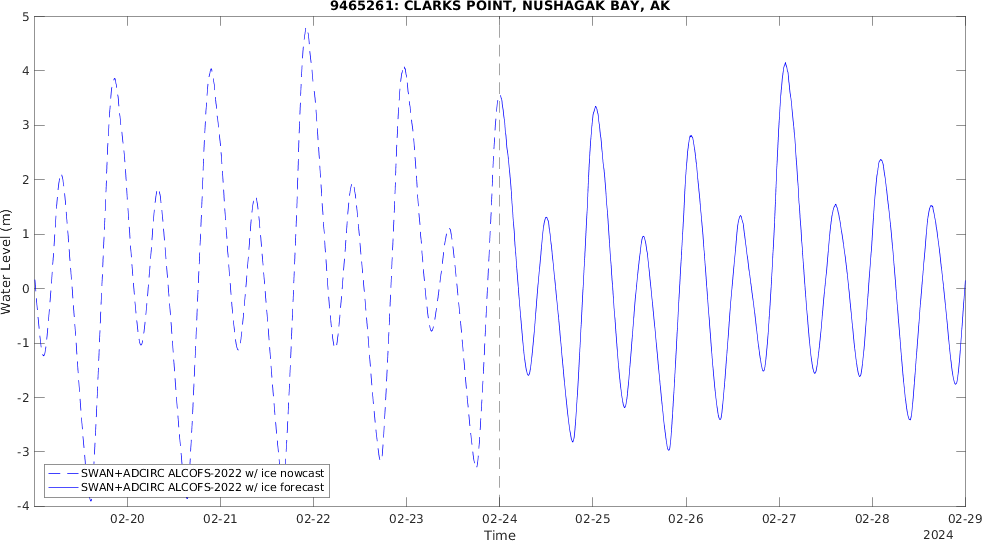 9465261: CLARKS POINT, NUSHAGAK BAY, AK
5
4
3
2
1
0
-1
-2
-3
-4
Water Level (m)
SWAN+ADCIRC ALCOFS-2022 w/ ice nowcast
SWAN+ADCIRC ALCOFS-2022 w/ ice forecast
02-20 02-21 02-22 02-23 02-24 02-25 02-26 02-27 02-28 02-29
Time
2024